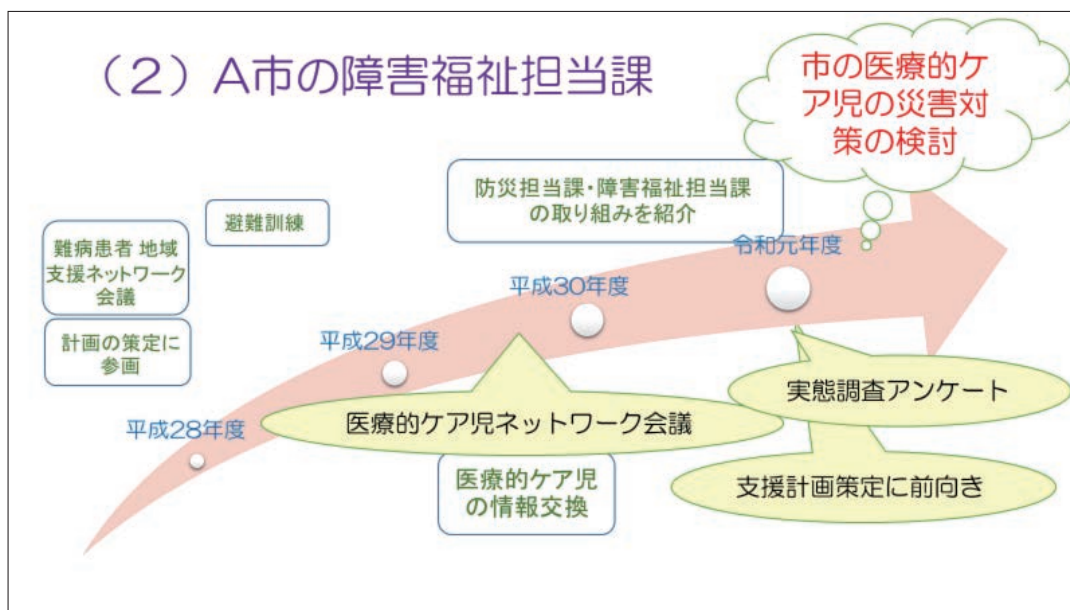 （2）A市の障害福祉担当課
市の医療的ケ
ア児の災害対
策の検討
防災担当課・障害福祉担当課
の取り組みを紹介
避難訓練
難病患者 地域
支援ネットワーク
会議
計画の策定に
参画
令和元年度
平成30年度
平成29年度
平成28年度
医療的ケア児ネットワーク会議
実態調査アンケート
医療的ケア児
の情報交換
支援計画策定に前向き